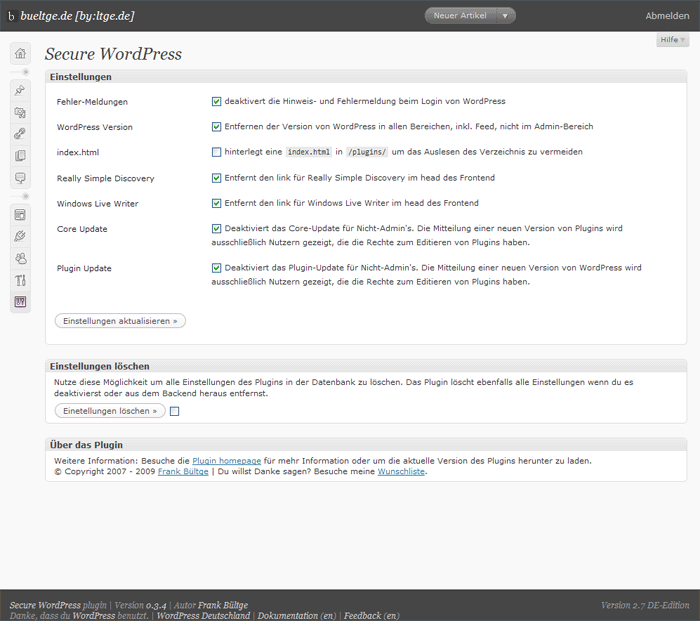 bueltge.de [by:ltge.de]
Neuer Artikel
Abmelden
Hilfe
Secure WordPress
Einstellungen
Fehler-Meldungen
deaktiviert die Hinweis- und Fehlermeldung beim Login von WordPress
WordPress Version
Entfernen der Version von WordPress in allen Bereichen, inkl. Feed, nicht im Admin-Bereich
index.html
hinterlegt eine index.html in /plugins/ um das Auslesen des Verzeichnis zu vermeiden
Really Simple Discovery
Entfernt den link für Really Simple Discovery im head des Frontend
Windows Live Writer
Entfernt den link für Windows Live Writer im head des Frontend
Core Update
Deaktiviert das Core-Update für Nicht-Admin's. Die Mitteilung einer neuen Version von Plugins wird
ausschließlich Nutzern gezeigt, die die Rechte zum Editieren von Plugins haben.
Plugin Update
Deaktiviert das Plugin-Update für Nicht-Admin's. Die Mitteilung einer neuen Version von WordPress wird
ausschließlich Nutzern gezeigt, die die Rechte zum Editieren von Plugins haben.
Einstellungen aktualisieren »
Einstellungen löschen
Nutze diese Möglichkeit um alle Einstellungen des Plugins in der Datenbank zu löschen. Das Plugin löscht ebenfalls alle Einstellungen wenn du es
deaktivierst oder aus dem Backend heraus entfernst.
Einetellungen löschen »
Über das Plugin
Weitere Information: Besuche die Plugin homepage für mehr Information oder um die aktuelle Version des Plugins herunter zu laden.
© Copyright 2007 - 2009 Frank Bültge | Du willst Danke sagen? Besuche meine Wunschliste.
Secure WordPress plugin | Version 0.3.4 | Autor Frank Bültge
Version 2.7 DE-Edition
Danke, dass du WordPress benutzt. | WordPress Deutschland | Dokumentation (en) | Feedback (en)